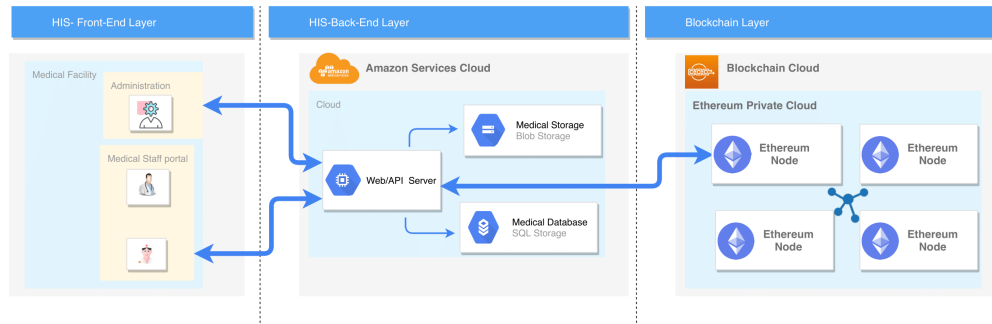 HIS- Front-End Layer
HIS-Back-End Layer
Blockchain Layer
Medical Facility
Administration
Medical Staff portal
amazon
Amazon Services Cloud
Cloud
Web/API Server
Medical Storage
Blob Storage
Medical Database
SQL Storage
Blockchain Cloud
Ethereum Private Cloud
Ethereum
Node
Ethereum
Node
Ethereum
Node
Ethereum
Node